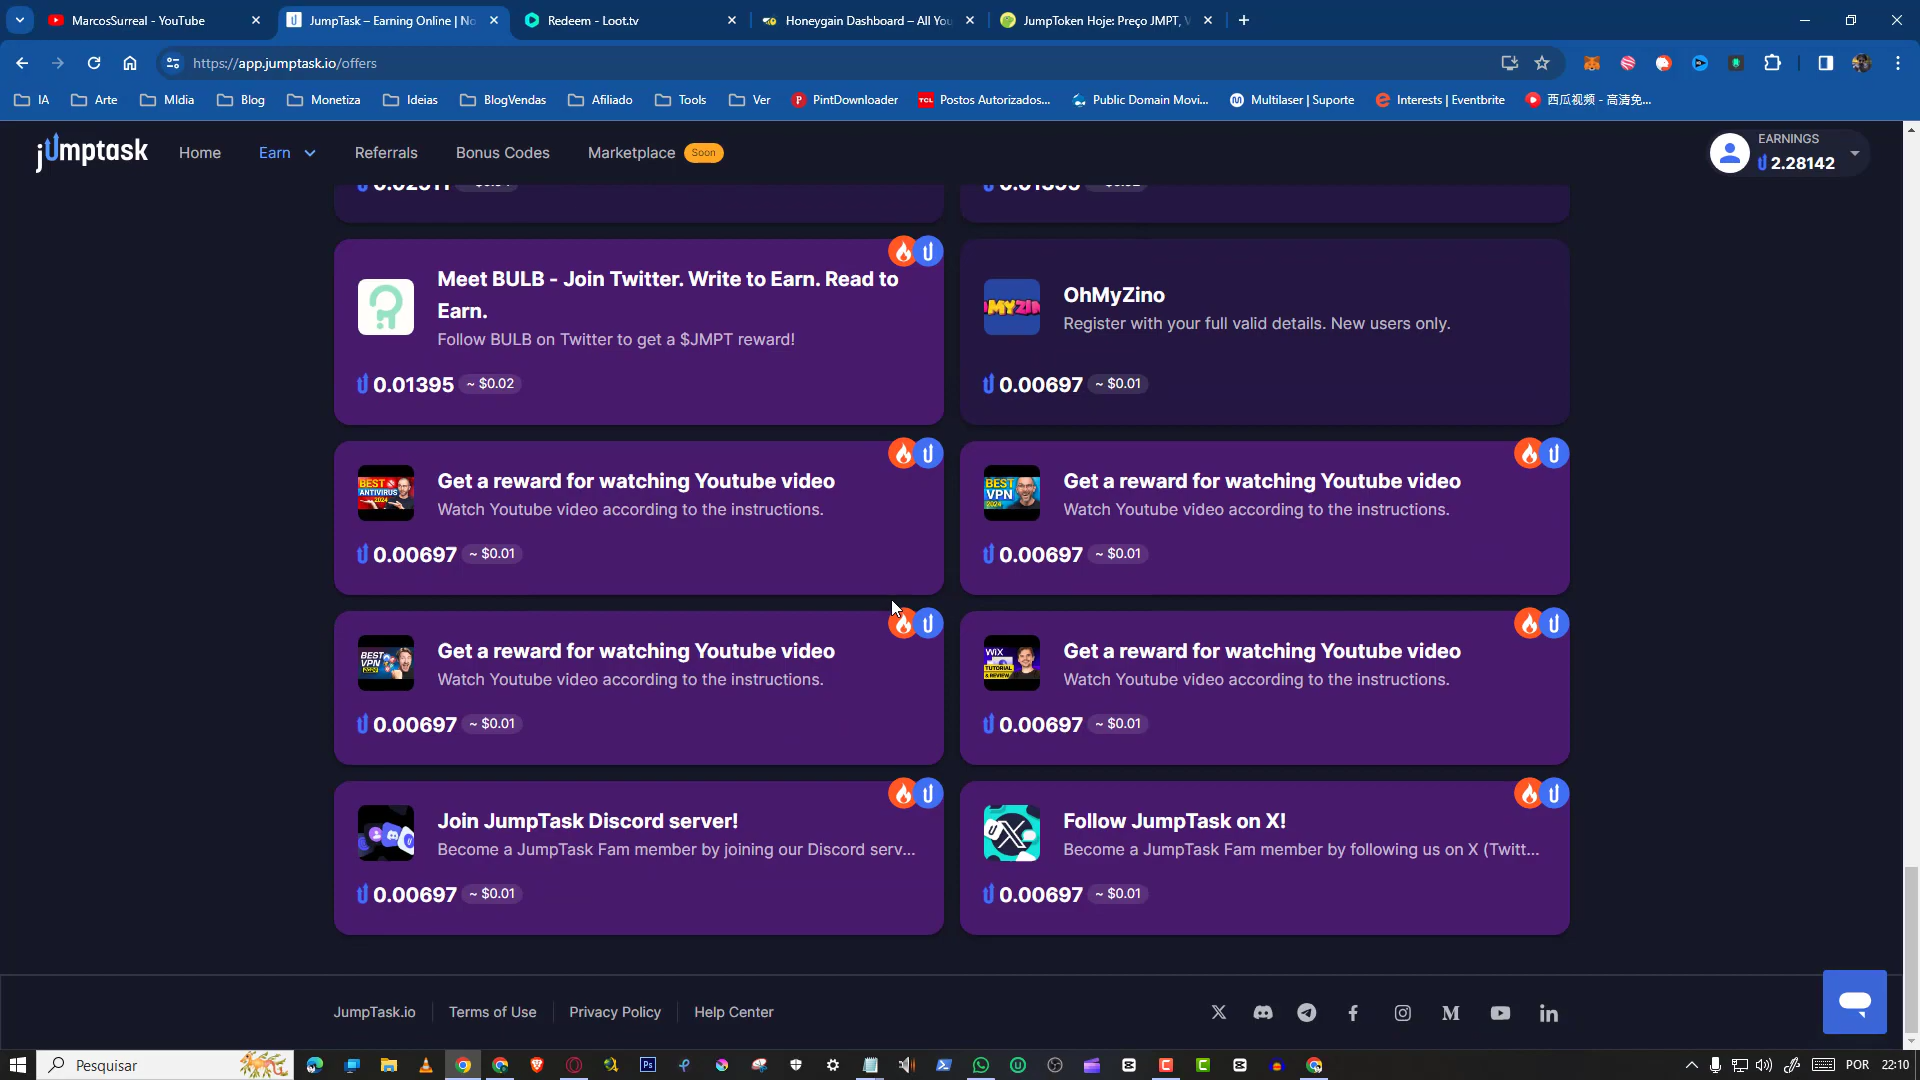 MarcosSurreal - YouTube
JumpTask – Earning Online | No
Redeem - Loot.tv
Honeygain Dashboard – All You
JumpToken Hoje: Preço JMPT, V
https://app.jumptask.io/offers
IA
Arte
MIdia
Blog
Monetiza
Ideias
BlogVendas
Afiliado
Tools
Ver
PintDownloader
Postos Autorizados...
Public Domain Movi...
Multilaser | Suporte
Interests | Eventbrite
西瓜视频 - 高清免...
jUmptask
Home
Earn
Referrals
Bonus Codes
Marketplace
Soon
EARNINGS
2.28142
Meet BULB - Join Twitter. Write to Earn. Read to
Earn.
Follow BULB on Twitter to get a $JMPT reward!
0.01395 ~ $0.02
OhMyZino
Register with your full valid details. New users only.
0.00697 ~ $0.01
BEST
ANTIVIRUS
Get a reward for watching Youtube video
Watch Youtube video according to the instructions.
0.00697 ~ $0.01
BEST
VPN
2024
Get a reward for watching Youtube video
Watch Youtube video according to the instructions.
0.00697 ~ $0.01
BEST
VPN
Get a reward for watching Youtube video
Watch Youtube video according to the instructions.
0.00697 ~ $0.01
WIX
TUTORIAL
& REVIEW
Get a reward for watching Youtube video
Watch Youtube video according to the instructions.
0.00697 ~ $0.01
Join JumpTask Discord server!
Become a JumpTask Fam member by joining our Discord serv...
0.00697 ~ $0.01
Follow JumpTask on X!
Become a JumpTask Fam member by following us on X (Twitt...
0.00697 ~ $0.01
JumpTask.io
Terms of Use
Privacy Policy
Help Center
Pesquisar
POR
22:10